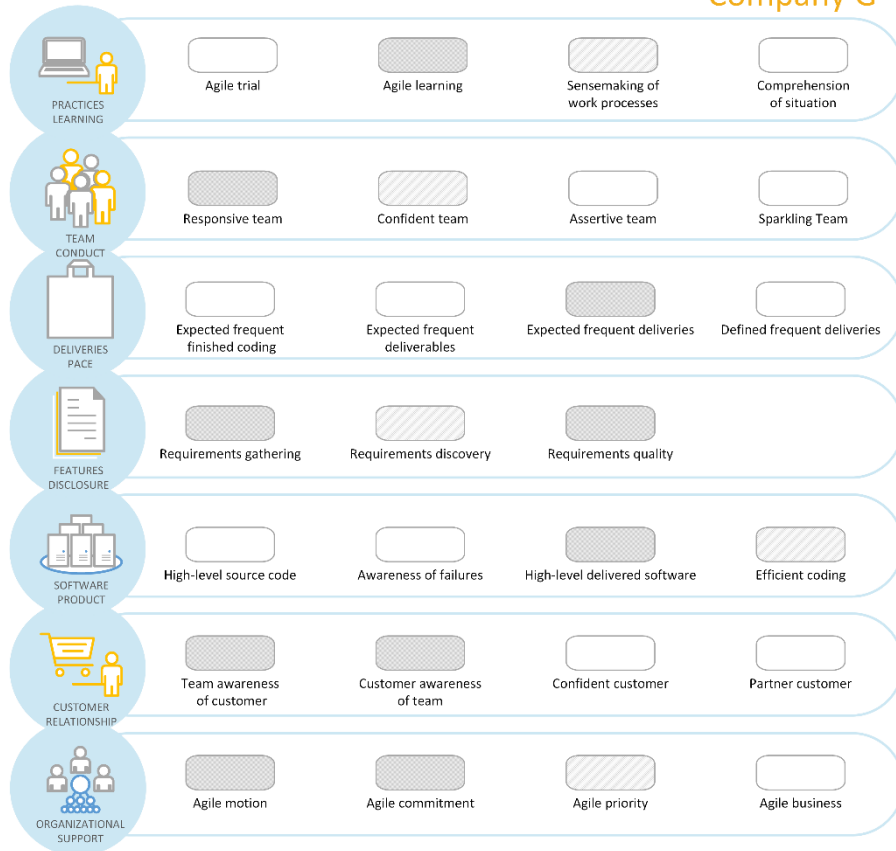 Company G
Agile trial
Agile learning
Sensemaking of
work processes
Comprehension
of situation
PRACTICES
LEARNING
Responsive team
Confident team
Assertive team
Sparkling Team
TEAM
CONDUCT
Expected frequent
finished coding
Expected frequent
deliverables
Expected frequent deliveries
Defined frequent deliveries
DELIVERIES
PACE
Requirements gathering
Requirements discovery
Requirements quality
FEATURES
DISCLOSURE
High-level source code
Awareness of failures
High-level delivered software
Efficient coding
SOFTWARE
PRODUCT
Team awareness
of customer
Customer awareness
of team
Confident customer
Partner customer
CUSTOMER
RELATIONSHIP
Agile motion
Agile commitment
Agile priority
Agile business
ORGANIZATIONAL
SUPPORT